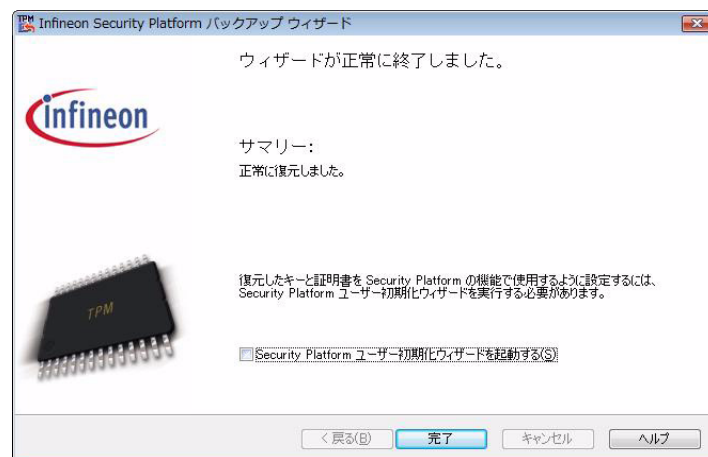 Infineon Security Platform バックアップ ウィザード
ウィザードが正常に終了しました。
infineon
サマリー:
正常に復元しました。
復元したキーと証明書を Security Platform の機能で使用するように設定するには、
Security Platform ユーザー初期化ウィザードを実行する必要があります。
TPM
Security Platform ユーザー初期化ウィザードを起動する(S)
< 戻る(B)
完了
キャンセル
ヘルプ